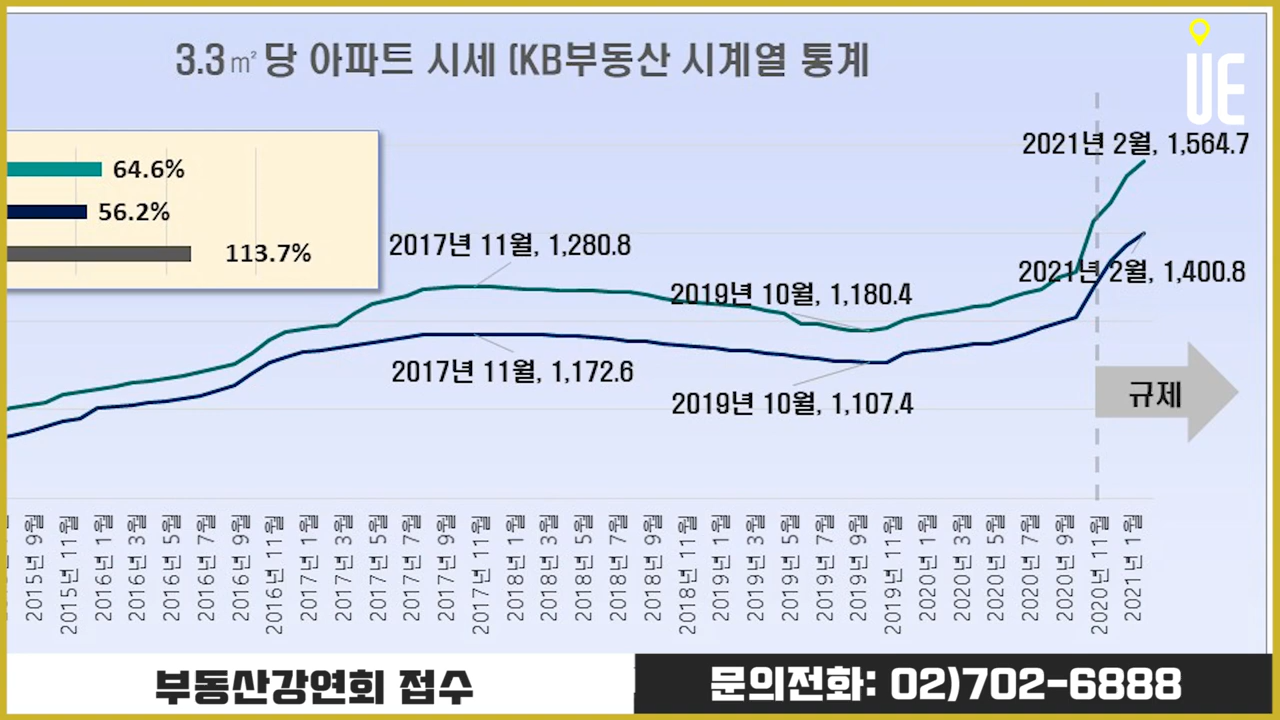 3.3㎡당 아파트 시세 (KB부동산 시계열 통계
UE
2021년 2월, 1,564.7
64.6%
56.2%
113.7%
2017년 11월, 1,280.8
2019년 10월, 1,180.4
2021년 2월, 1,400.8
2017년 11월, 1,172.6
2019년 10월, 1,107.4
규제
2015년 9월
2015년 11월
2016년 1월
2016년 3월
2016년 5월
2016년 7월
2016년 9월
2016년 11월
2017년 1월
2017년 3월
2017년 5월
2017년 7월
2017년 9월
2017년 11월
2018년 1월
2018년 3월
2018년 5월
2018년 7월
2018년 9월
2018년 11월
2019년 1월
2019년 3월
2019년 5월
2019년 7월
2019년 9월
2019년 11월
2020년 1월
2020년 3월
2020년 5월
2020년 7월
2020년 9월
2020년 11월
2021년 1월
부동산강연회 접수
문의전화: 02)702-6888